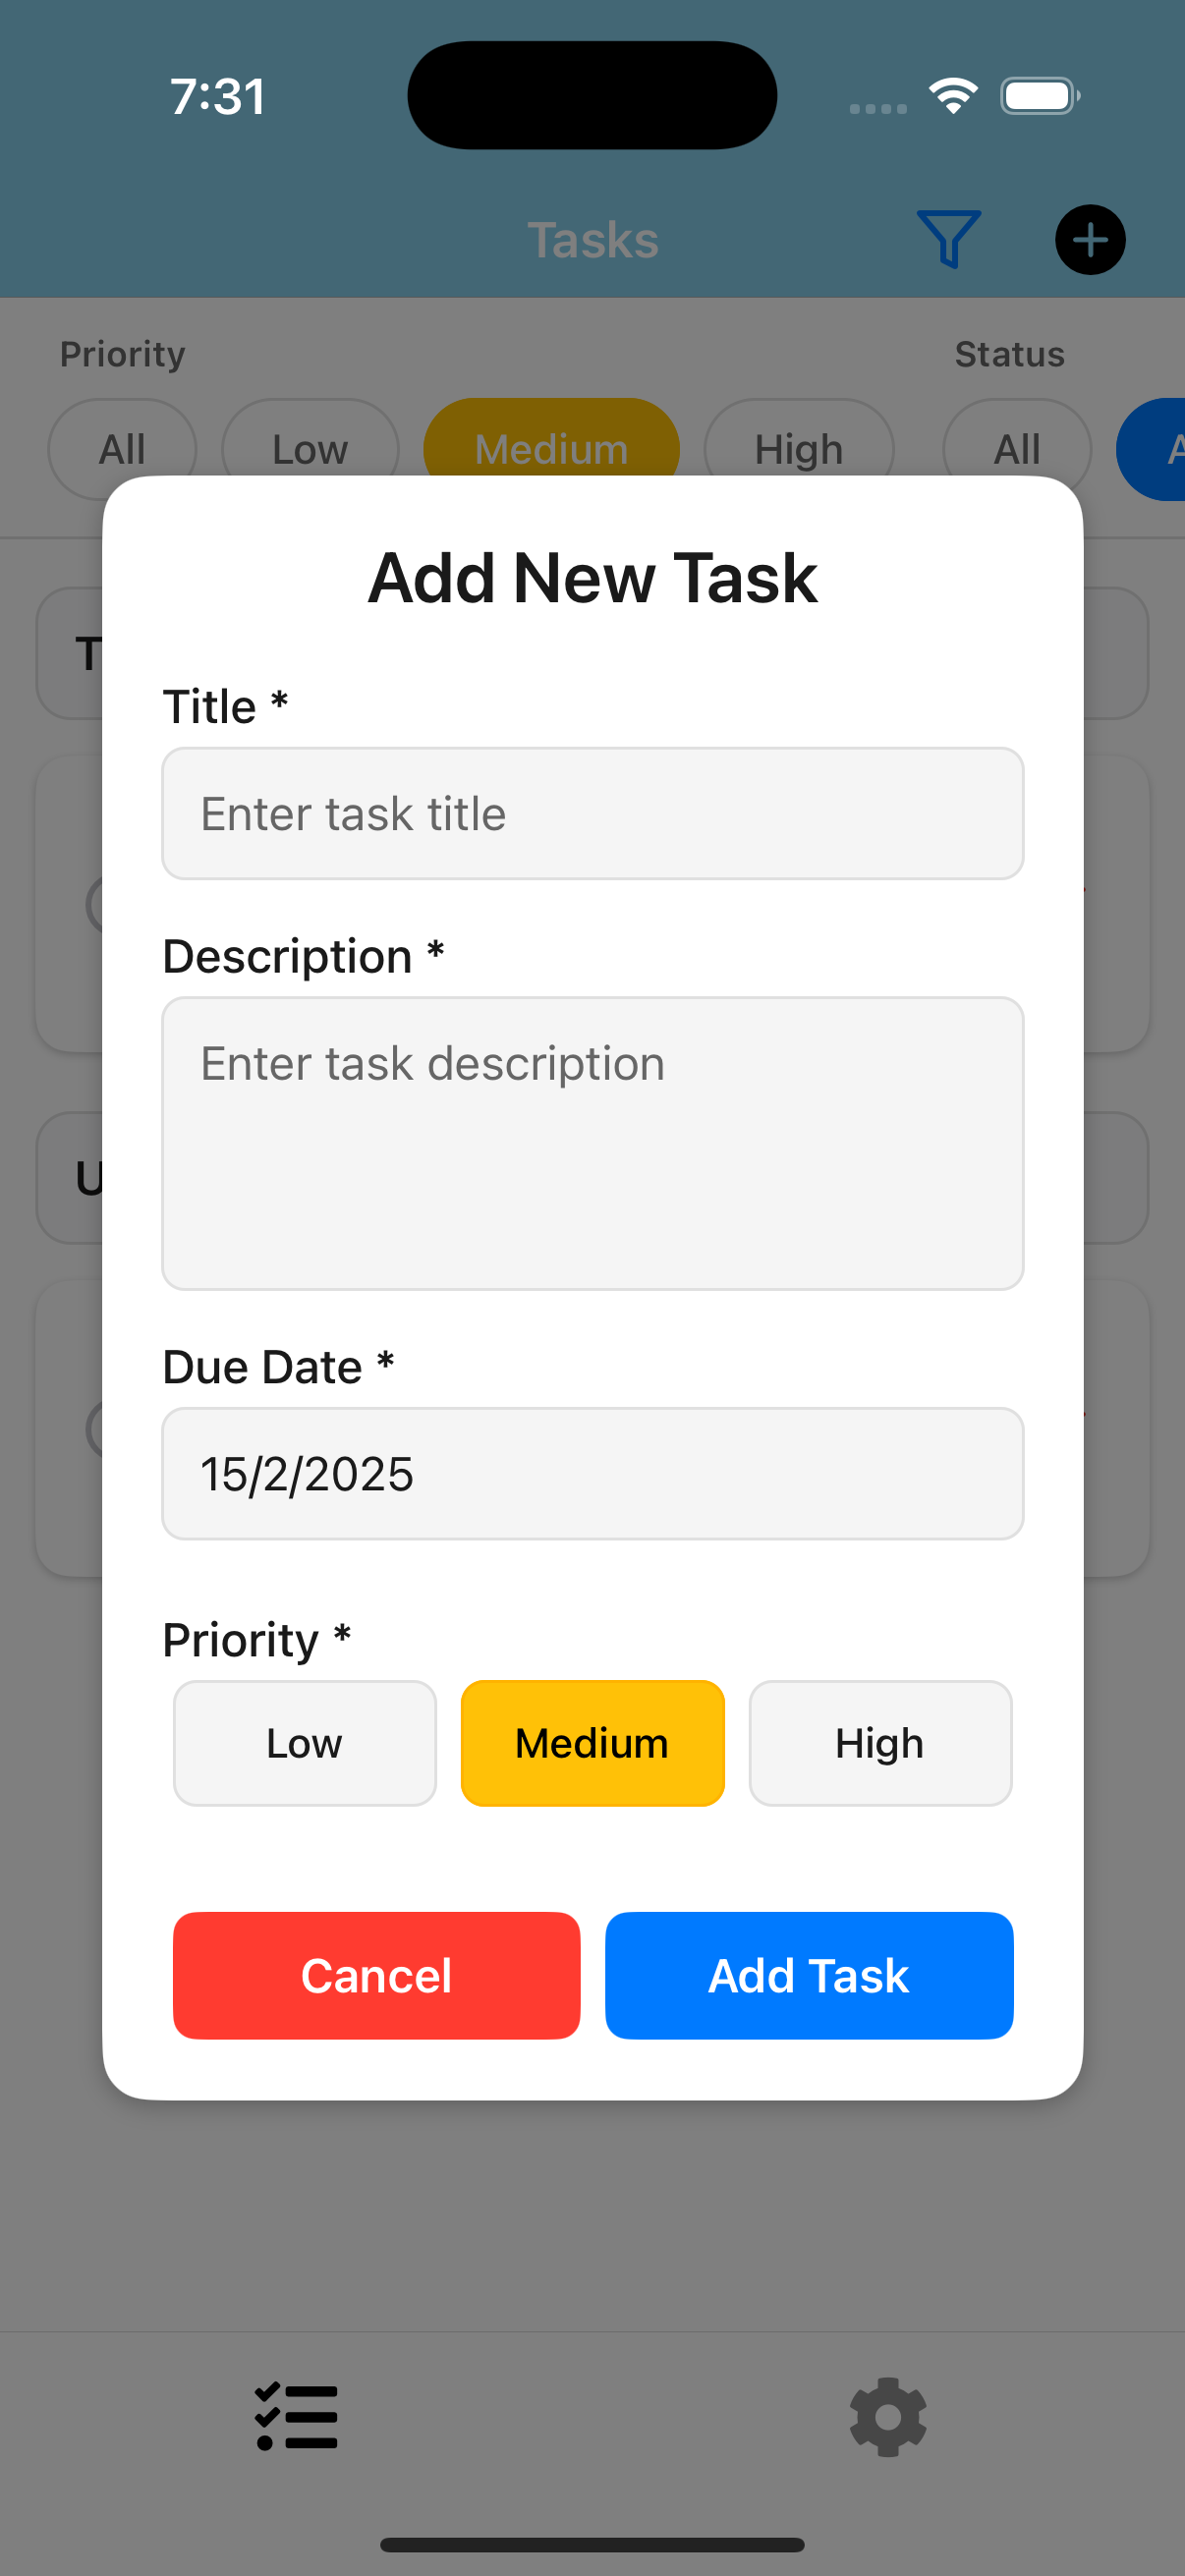 7:31
Tasks
Priority Status
All Low Medium High All
Add New Task
Title *
Enter task title
Description *
Enter task description
Due Date *
15/2/2025
Priority *
Low Medium High
Cancel Add Task